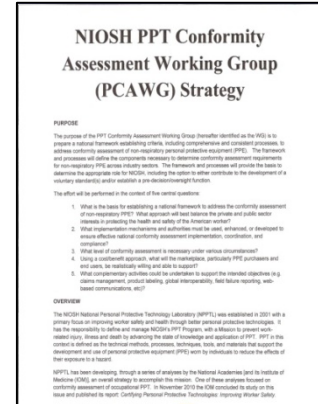 NIOSH PPT Conformity
Assessment Working Group
(PCAWG) Strategy
PURPOSE
The purpose of the PPT Conformity Assessment Working Group (hereafter identified as the WG) is to
prepare a national framework establishing criteria, including comprehensive and consistent processes, to
address conformity assessment of non-respiratory personal protective equipment (PPE). The framework
and processes will define the components necessary to determine conformity assessment requirements
for non-respiratory PPE across industry sectors. The framework and processes will provide the basis to
determine the appropriate role for NIOSH, including the option to either contribute to the development of a
voluntary standard(s) and/or establish a pre-decision/oversight function.
The effort will be performed in the context of five central questions:
1. What is the basis for establishing a national framework to address the conformity assessment
of non-respiratory PPE? What approach will best balance the private and public sector
interests in protecting the health and safety of the American worker?
2. What implementation mechanisms and authorities must be used, enhanced, or developed to
ensure effective national conformity assessment implementation, coordination, and
compliance?
3. What level of conformity assessment is necessary under various circumstances?
4. Using a cost/benefit approach, what will the marketplace, particularly PPE purchasers and
end users, be realistically willing and able to support?
5. What complementary activities could be undertaken to support the intended objectives (e.g.
claims management, product labeling, global interoperability, field failure reporting, web-
based communications, etc)?
OVERVIEW
The NIOSH National Personal Protective Technology Laboratory (NPPTL) was established in 2001 with a
primary focus on improving worker safety and health through better personal protective technologies. It
has the responsibility to define and manage NIOSH's PPT Program, with a Mission to prevent work-
related injury, illness and death by advancing the state of knowledge and application of PPT. PPT in this
context is defined as the technical methods, processes, techniques, tools, and materials that support the
development and use of personal protective equipment (PPE) worn by individuals to reduce the effects of
their exposure to a hazard.
NPPTL has been developing, through a series of analyses by the National Academies [and its Institute of
Medicine (IOM)], an overall strategy to accomplish this mission. One of these analyses focused on
conformity assessment of occupational PPT. In November 2010 the IOM concluded its study on this
issue and published its report: Certifying Personal Protective Technologies: Improving Worker Safety.